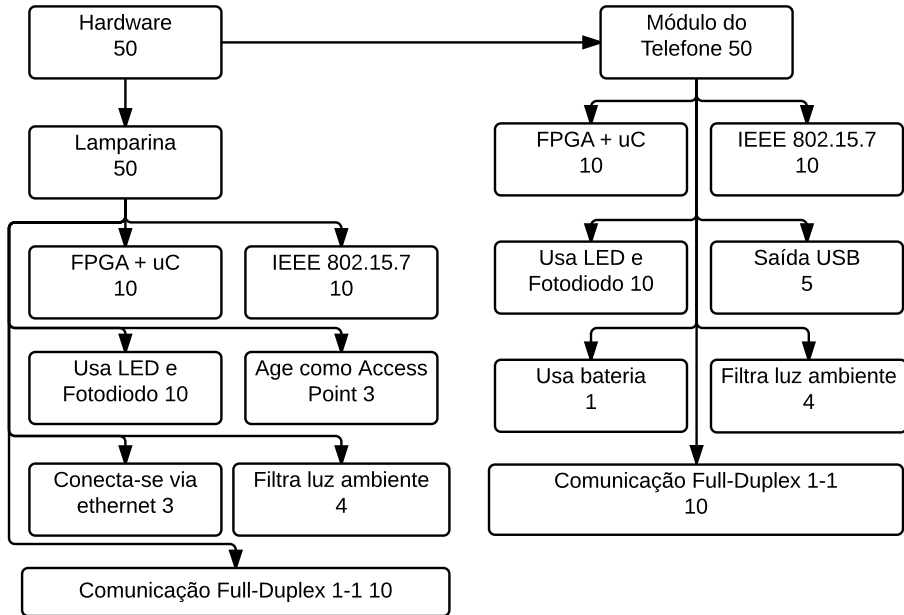 Hardware
50
Módulo do
Telefone 50
Lamparina
50
FPGA + uC
10
IEEE 802.15.7
10
Usa LED e
Fotodiodo 10
Age como Access
Point 3
Conecta-se via
ethernet 3
Filtra luz ambiente
4
Comunicação Full-Duplex 1-1 10
FPGA + uC
10
IEEE 802.15.7
10
Usa LED e
Fotodiodo 10
Saída USB
5
Usa bateria
1
Filtra luz ambiente
4
Comunicação Full-Duplex 1-1
10